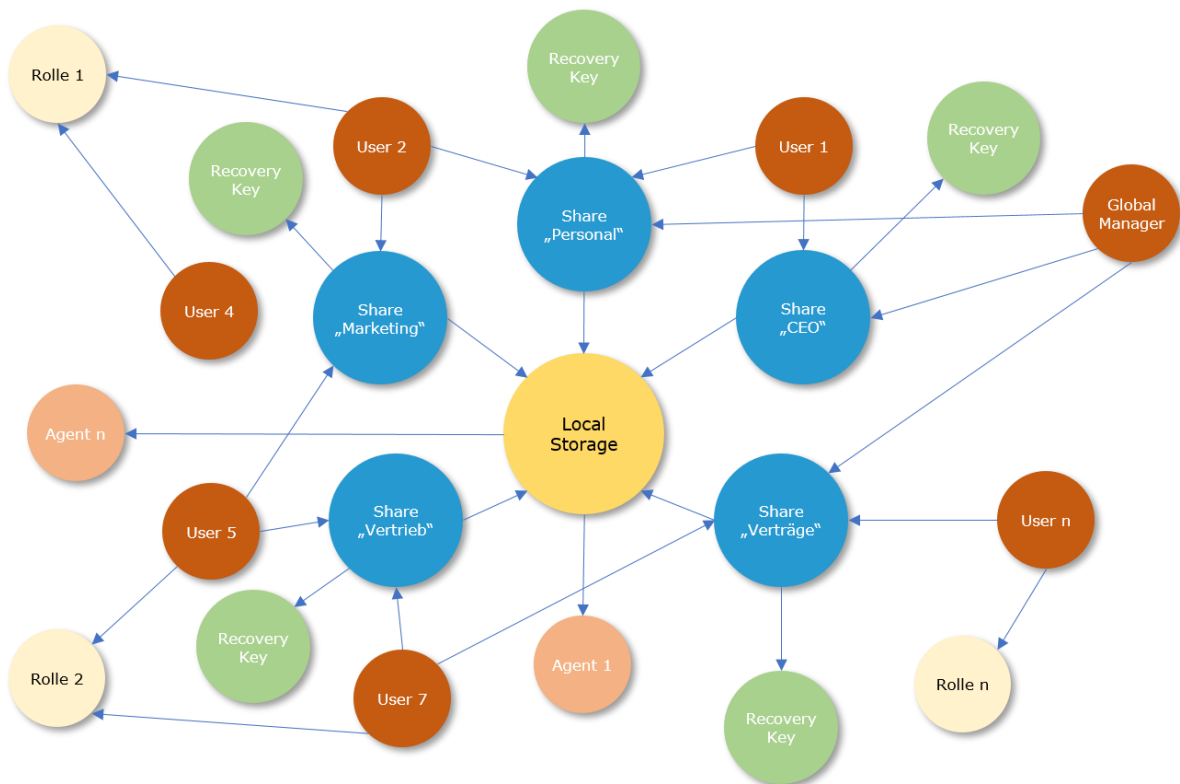 Recovery
Key
Rolle 1
User 2
User 1
Recovery
Key
Recovery
Key
Share
„Personal“
Global
Manager
User 4
Share
„Marketing“
Share
„CEO“
Local
Storage
Agent n
User 5
Share
„Vertrieb“
Share
„Verträge“
User n
Recovery
Key
Agent 1
Rolle 2
User 7
Rolle n
Recovery
Key